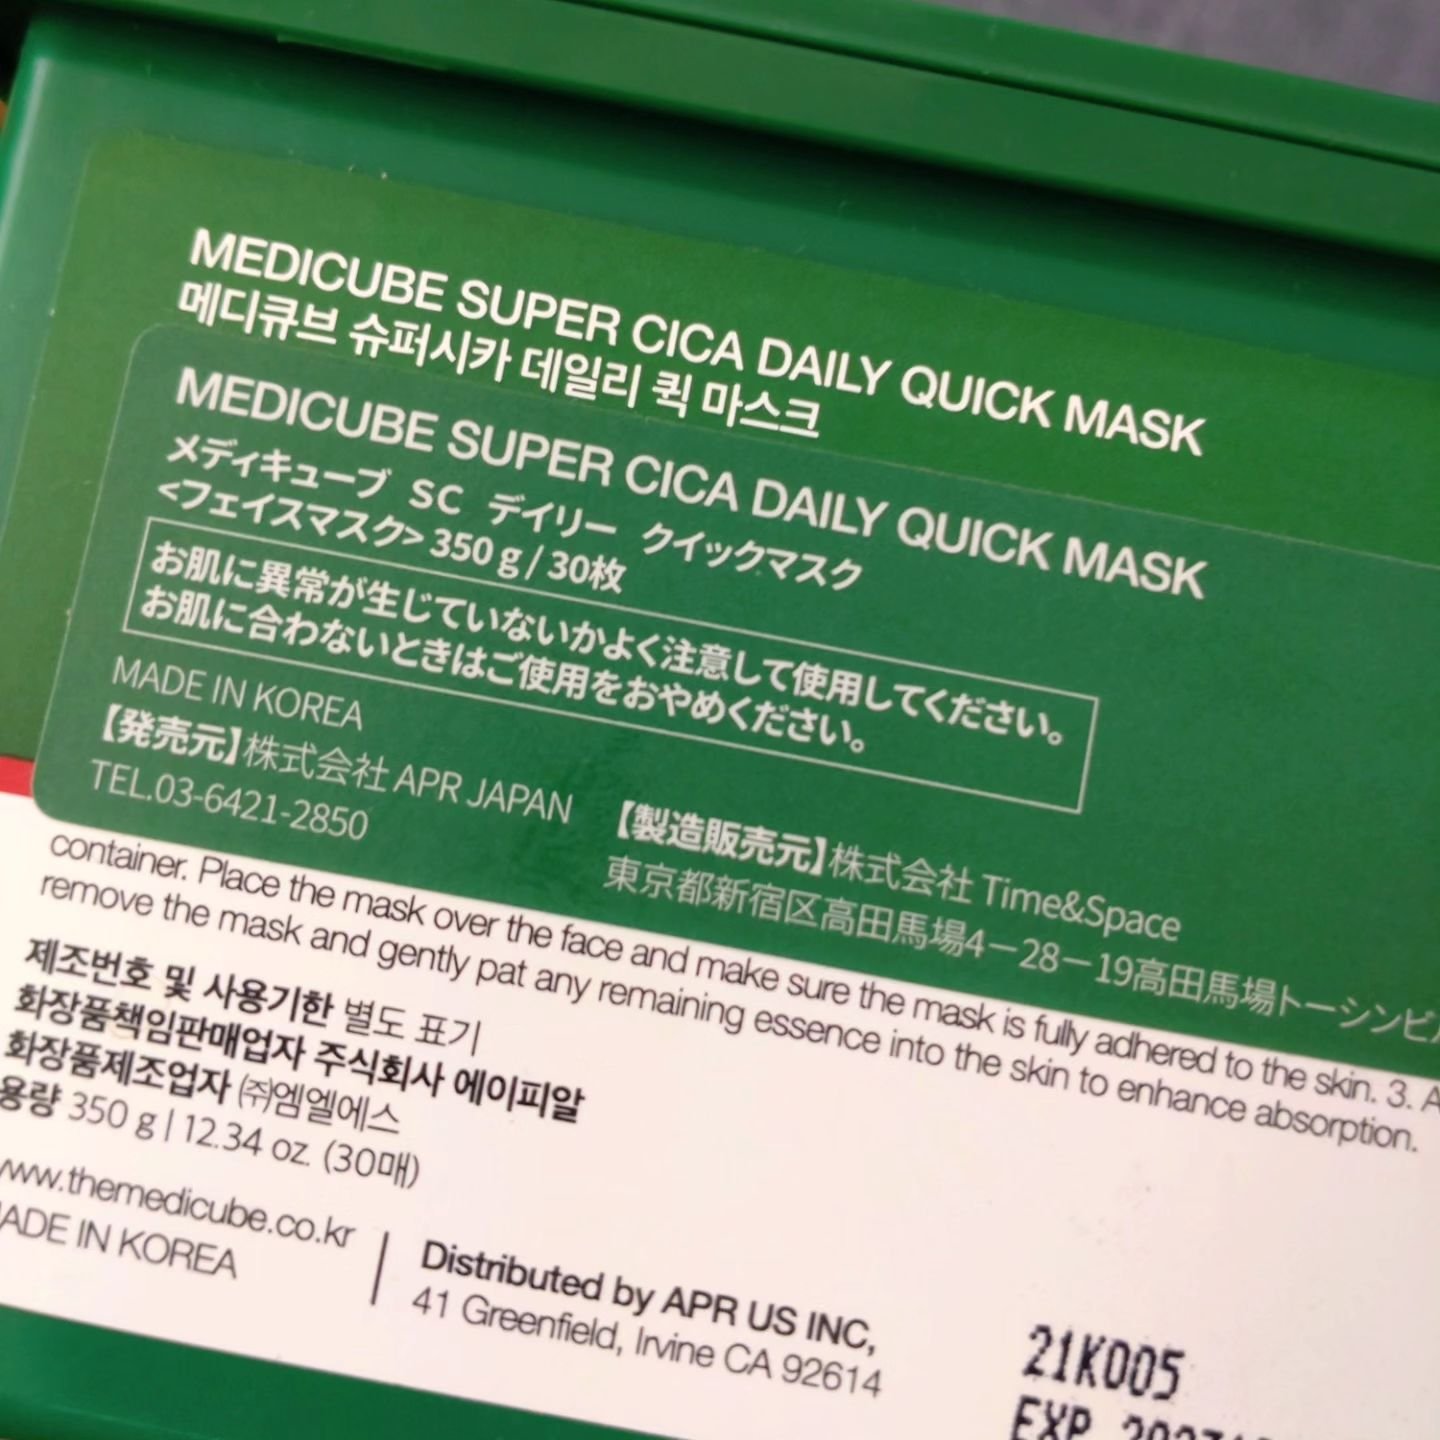 MEDICUBE SUPER CICA DAILY QUICK MASK
메디큐브 슈퍼시카 데일리 퀵 마스크
MEDICUBE SUPER CICA DAILY QUICK MASK
メディキューブ SC デイリー クイックマスク
<フェイスマスク> 350 g / 30枚
お肌に異常が生じていないかよく注意して使用してください。
お肌に合わないときはご使用をおやめください。
MADE IN KOREA
【発売元】株式会社 APR JAPAN
TEL.03-6421-2850
【製造販売元】株式会社 Time&Space
東京都新宿区高田馬場4－28－19高田馬場トーシンビ
container. Place the mask over the face and make sure the mask is fully adhered to the skin. 3.
remove the mask and gently pat any remaining essence into the skin to enhance absorption.
제조번호 및 사용기한 별도 표기
화장품책임판매업자 주식회사 에이피알
화장품제조업자 ㈜엠엘에스
용량 350 g | 12.34 oz. (30매)
www.themedicube.co.kr
MADE IN KOREA
Distributed by APR US INC,
41 Greenfield, Irvine CA 92614
21K005
EXP